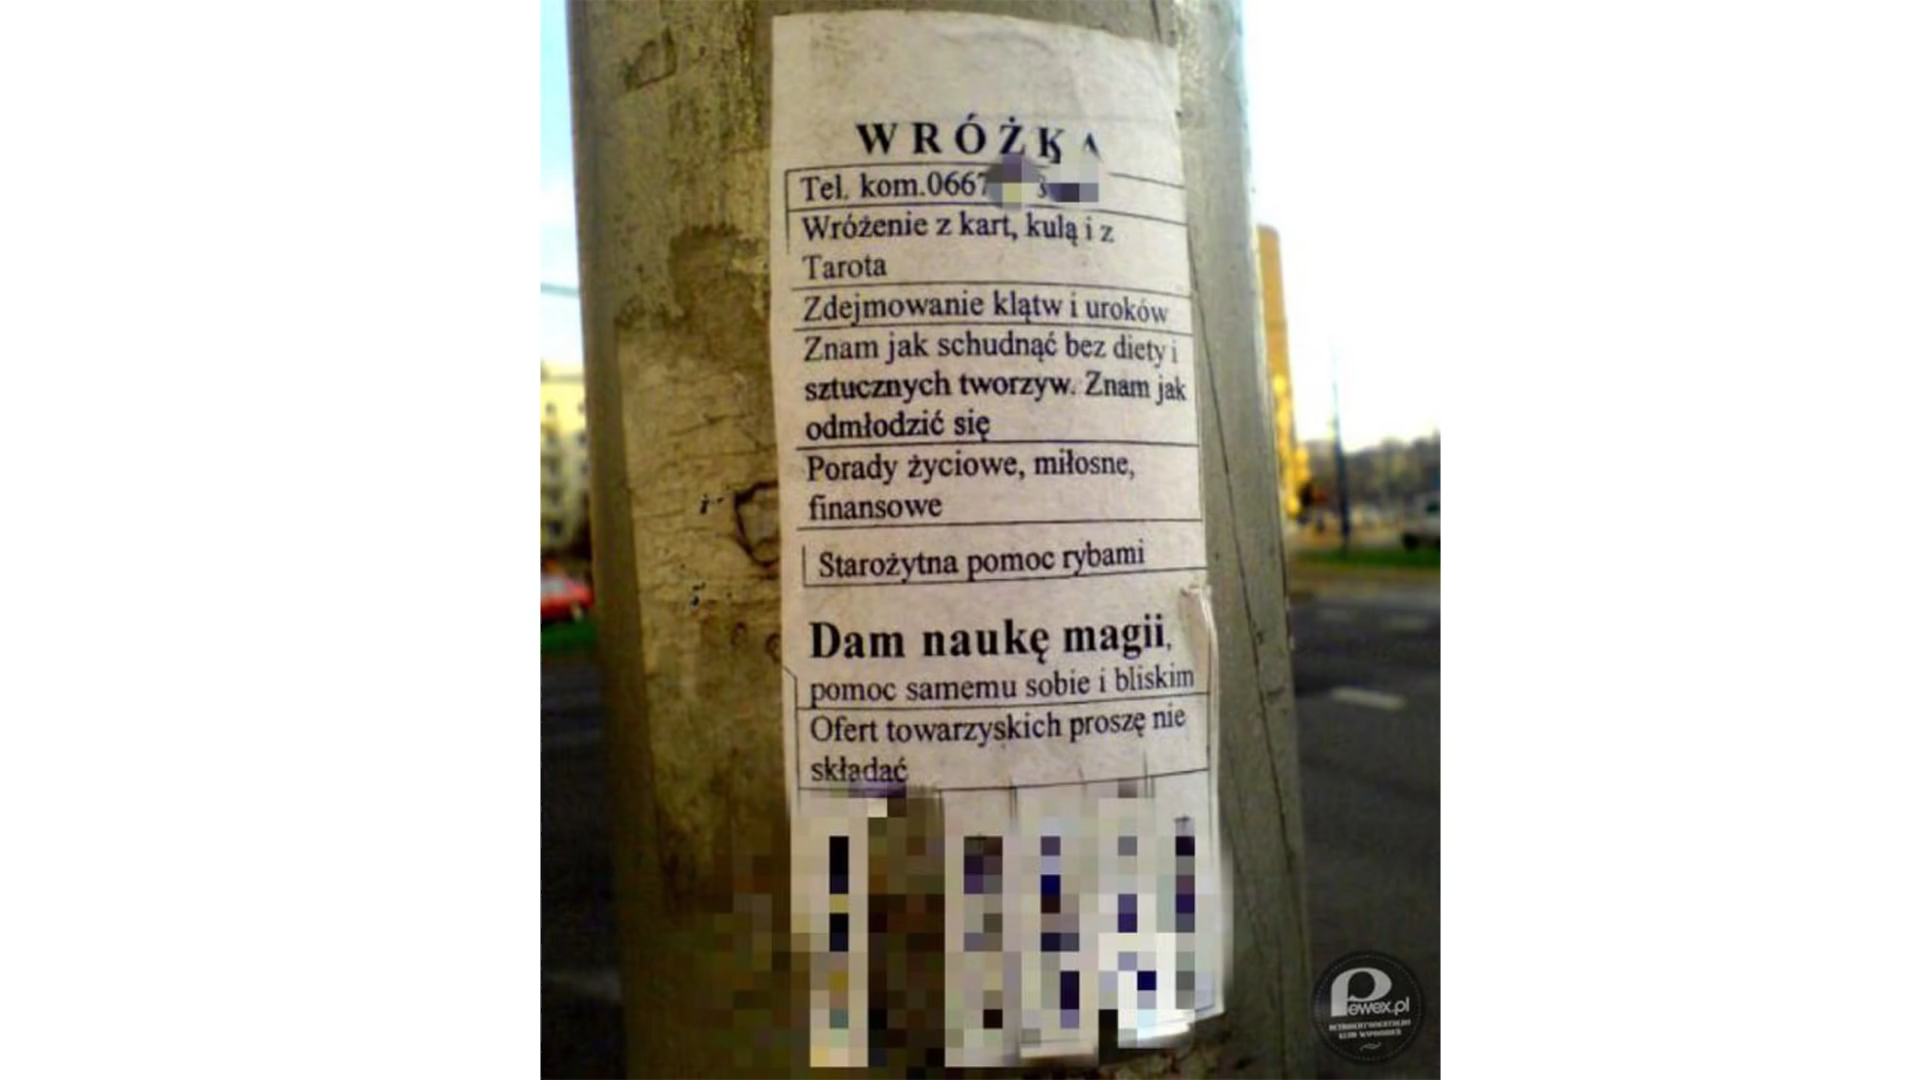 WRÓŻKA
Tel. kom.0667
Wróżenie z kart, kulą i z
Tarota
Zdejmowanie klątw i uroków
Znam jak schudnąć bez diety i
sztucznych tworzyw. Znam jak
odmłodzić się
Porady życiowe, miłosne,
finansowe
Starożytna pomoc rybami
Dam naukę magii,
pomoc samemu sobie i bliskim
Ofert towarzyskich proszę nie
składać
Pewex.pl